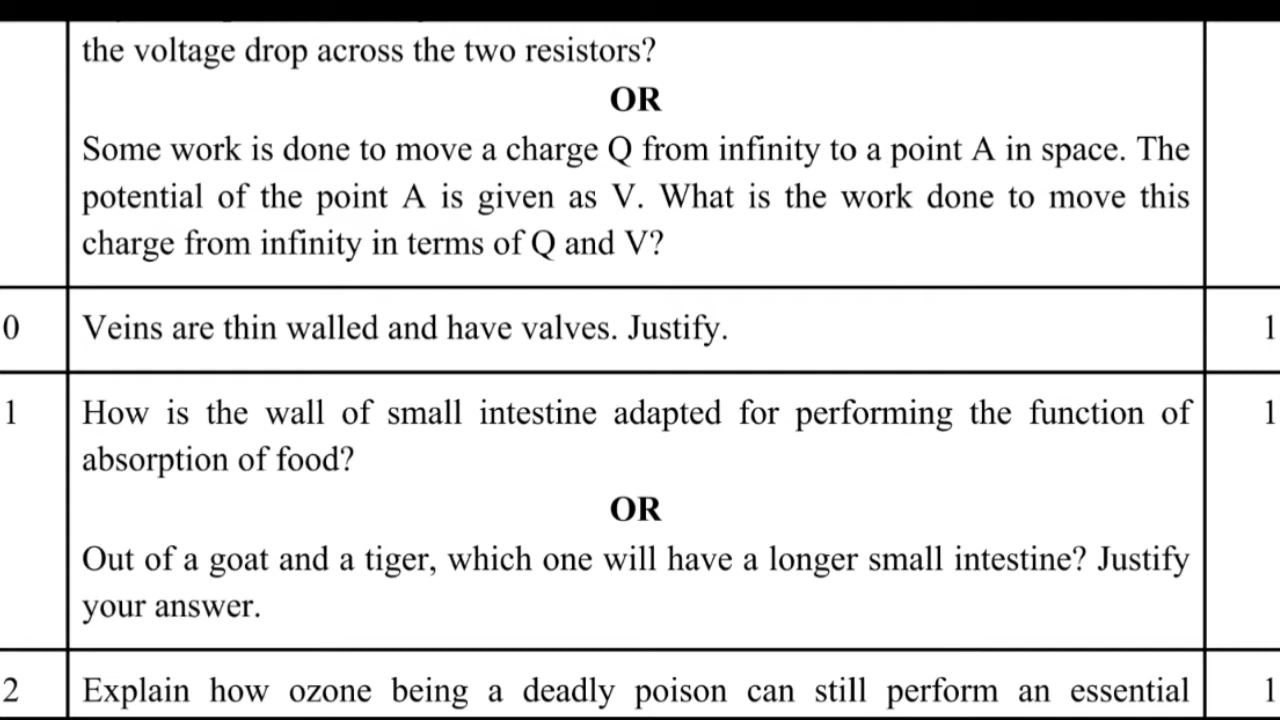 the voltage drop across the two resistors?
OR
Some work is done to move a charge Q from infinity to a point A in space. The
potential of the point A is given as V. What is the work done to move this
charge from infinity in terms of Q and V?
0 Veins are thin walled and have valves. Justify. 1
1 How is the wall of small intestine adapted for performing the function of 1
absorption of food?
OR
Out of a goat and a tiger, which one will have a longer small intestine? Justify
your answer.
2 Explain how ozone being a deadly poison can still perform an essential 1